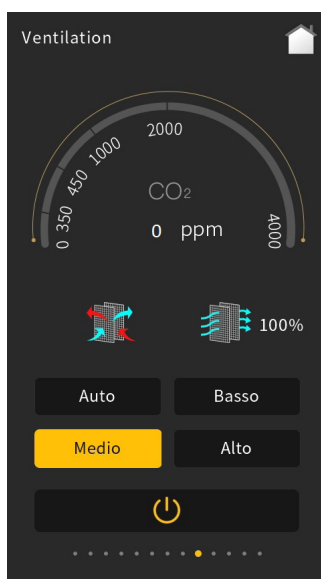 Ventilation
2000
1000
450
350
0
4000
CO₂
0 ppm
100%
Auto
Basso
Medio
Alto